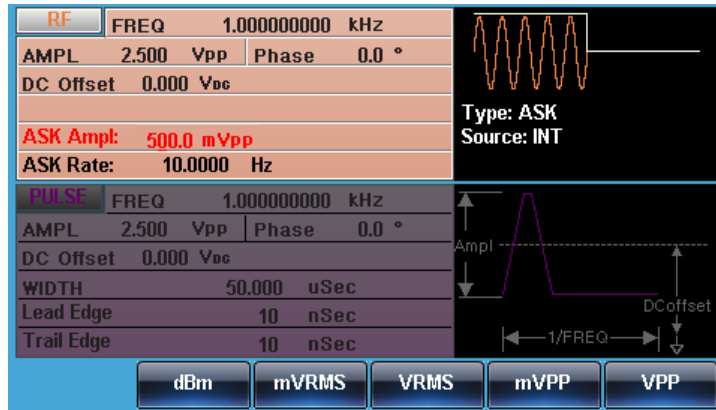 RF FREQ 1.000000000 kHz
AMPL 2.500 Vpp Phase 0.0 °
DC Offset 0.000 VDC
ASK Ampl: 500.0 mVpp
ASK Rate: 10.0000 Hz
Type: ASK
Source: INT
PULSE FREQ 1.000000000 kHz
AMPL 2.500 Vpp Phase 0.0 °
DC Offset 0.000 VDC
WIDTH 50.000 uSec
Lead Edge 10 nSec
Trail Edge 10 nSec
Ampl
DCoffset
1/FREQ
dBm mVRMS VRMS mVPP VPP